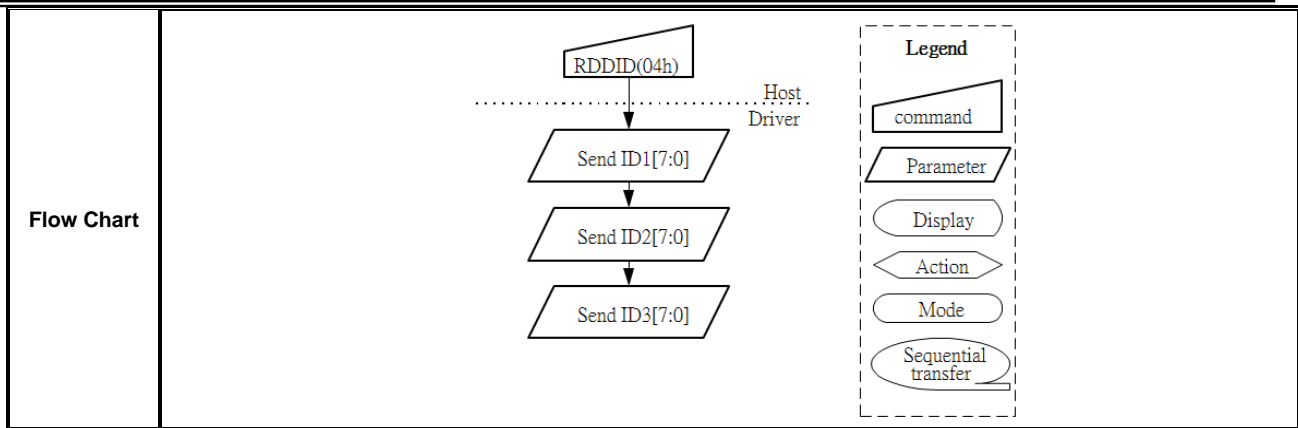 Flow Chart
RDDID(04h)
Host
Driver
Send ID1[7:0]
Send ID2[7:0]
Send ID3[7:0]
Legend
command
Parameter
Display
Action
Mode
Sequential
transfer